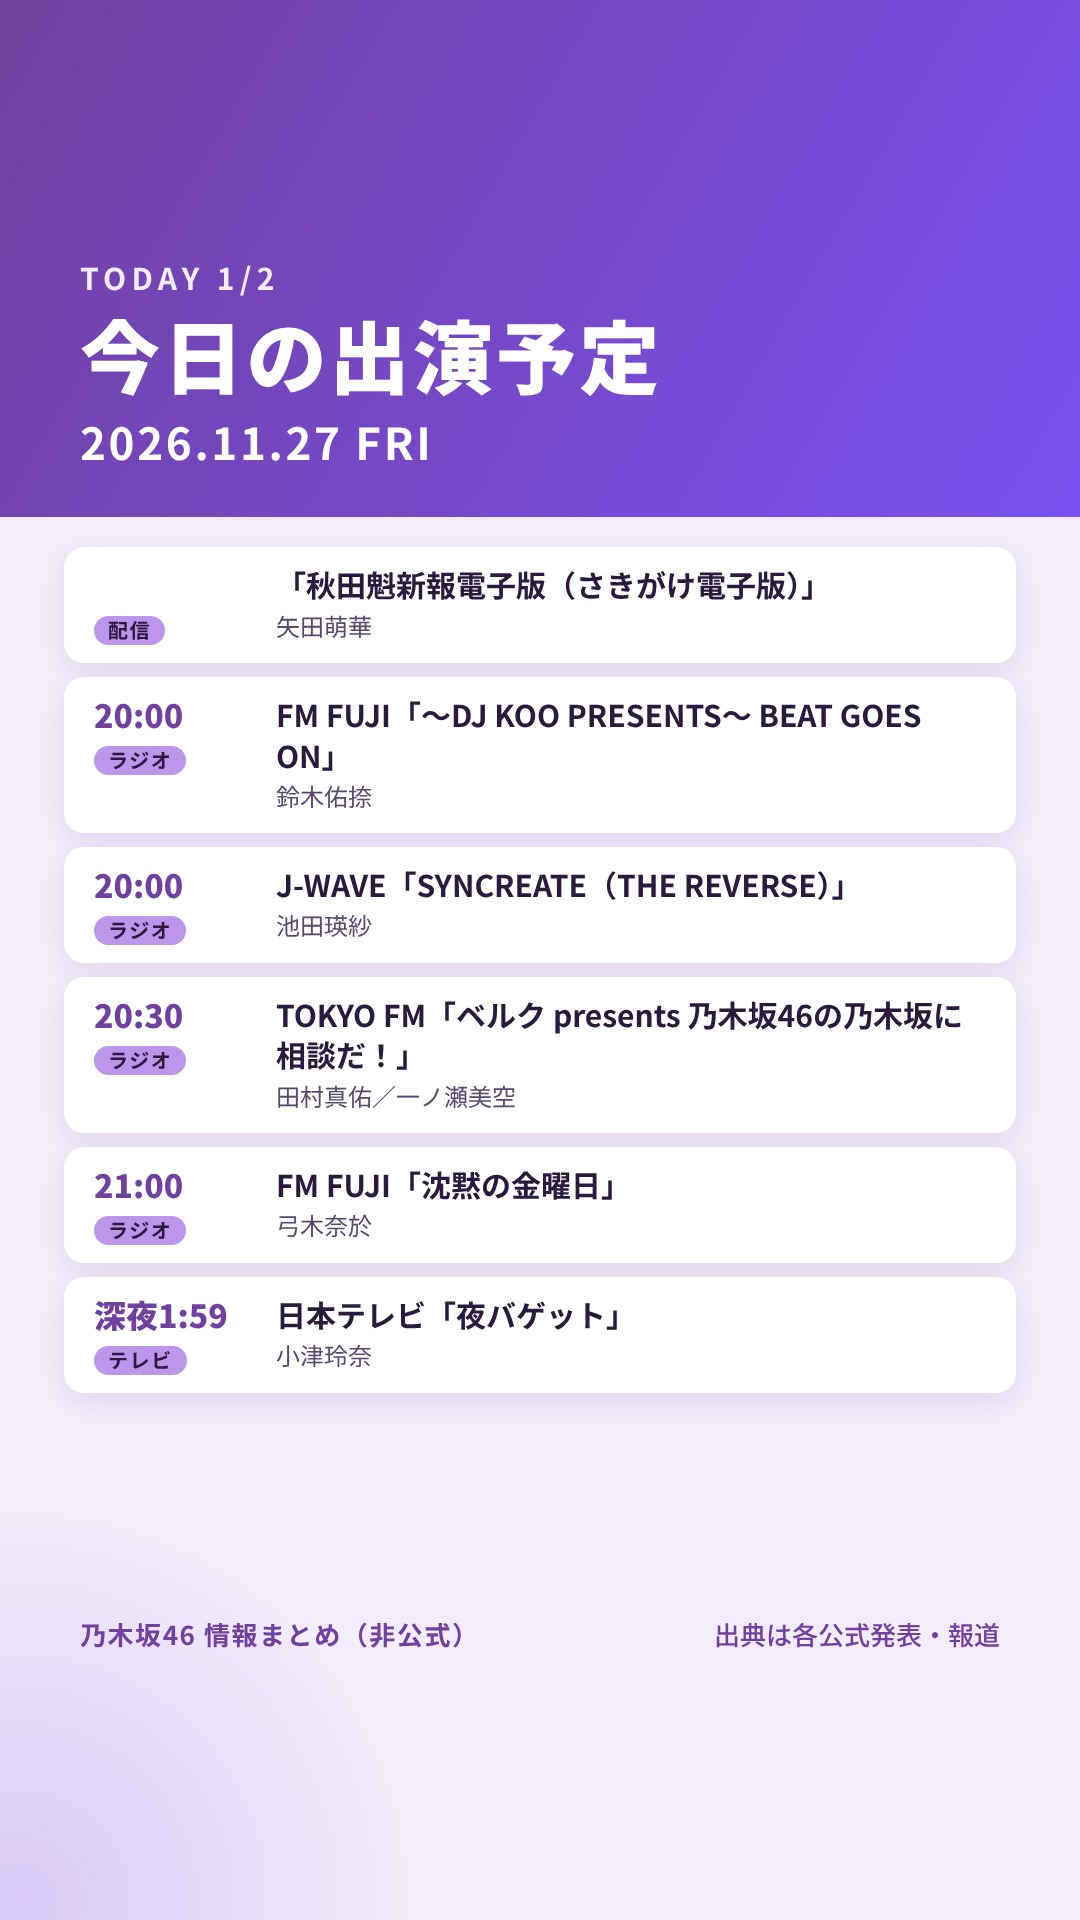 TODAY 1/2
今日の出演予定
2026.11.27 FRI
「秋田魁新報電子版（さきがけ電子版）」
配信
矢田萌華
20:00
FM FUJI「〜DJ KOO PRESENTS〜 BEAT GOES
ON」
ラジオ
鈴木佑捺
20:00
J-WAVE「SYNCREATE（THE REVERSE）」
ラジオ
池田瑛紗
20:30
TOKYO FM「ベルク presents 乃木坂46の乃木坂に
相談だ！」
ラジオ
田村真佑／一ノ瀬美空
21:00
FM FUJI「沈黙の金曜日」
ラジオ
弓木奈於
深夜1:59
日本テレビ「夜バゲット」
テレビ
小津玲奈
乃木坂46 情報まとめ（非公式）
出典は各公式発表・報道